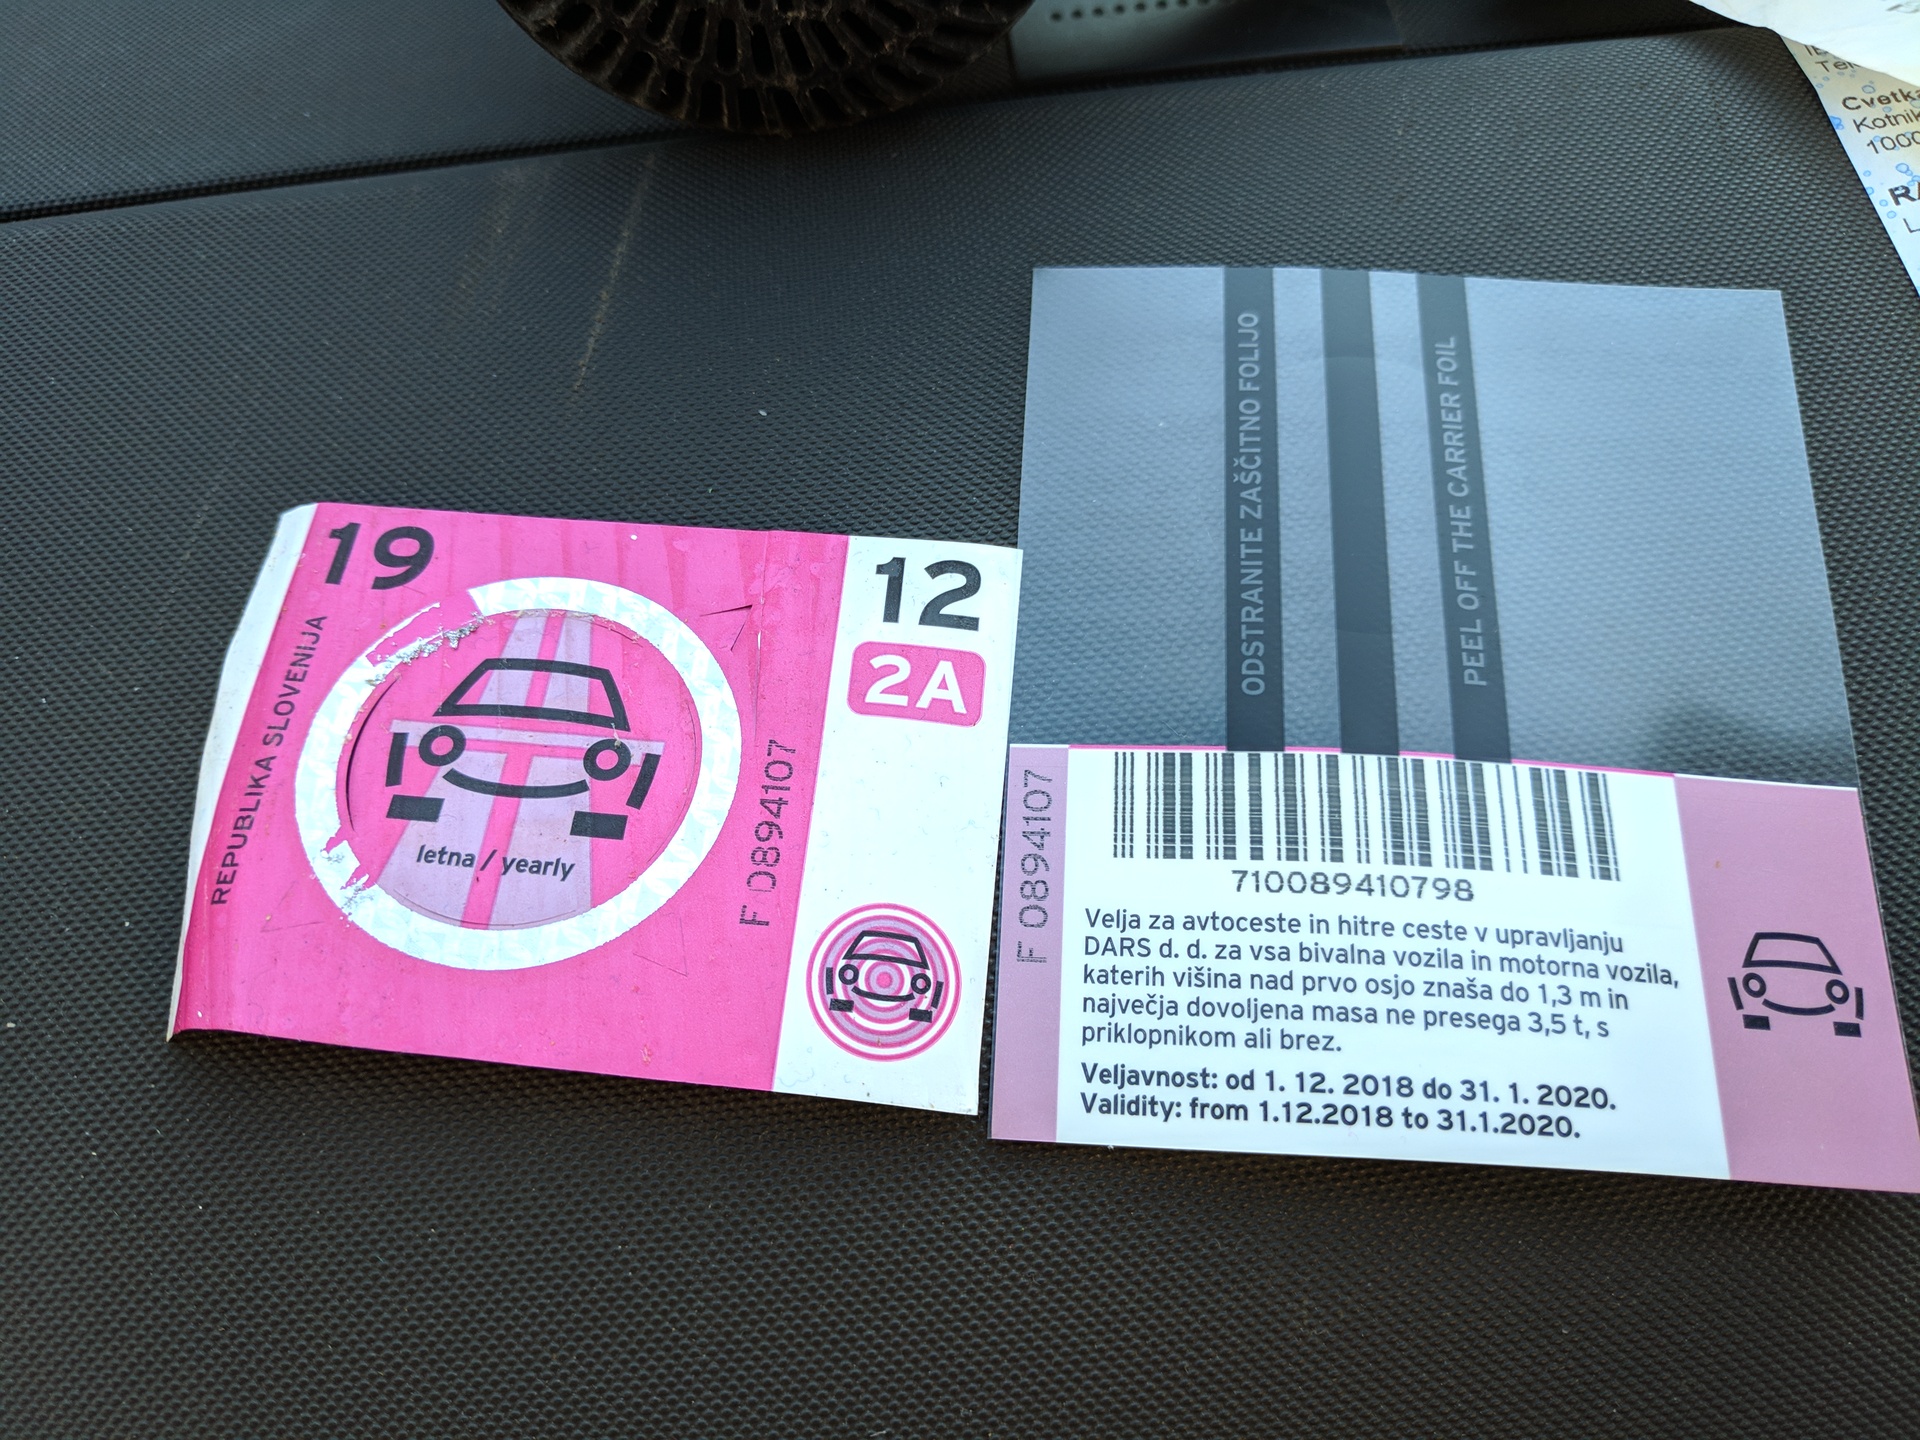 19
REPUBLIKA SLOVENIJA
letna / yearly
F 0894107
12
2A
ODSTRANITE ZAŠČITNO FOLIJO
PEEL OFF THE CARRIER FOIL
F 0894107
710089410798
Velja za avtoceste in hitre ceste v upravljanju
DARS d. d. za vsa bivalna vozila in motorna vozila,
katerih višina nad prvo osjo znaša do 1,3 m in
največja dovoljena masa ne presega 3,5 t, s
priklopnikom ali brez.
Veljavnost: od 1. 12. 2018 do 31. 1. 2020.
Validity: from 1.12.2018 to 31.1.2020.